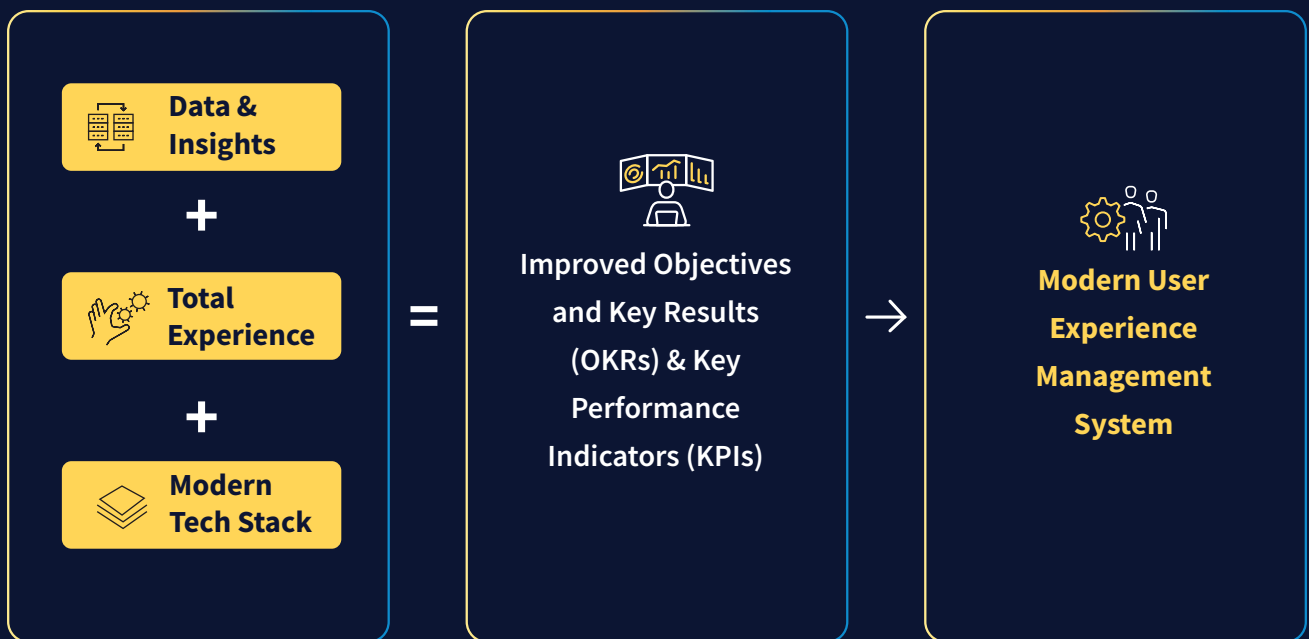 Data &
Insights
+
Total
Experience
+
Modern
Tech Stack
=
Improved Objectives
and Key Results
(OKRs) & Key
Performance
Indicators (KPIs)
→
Modern User
Experience
Management
System